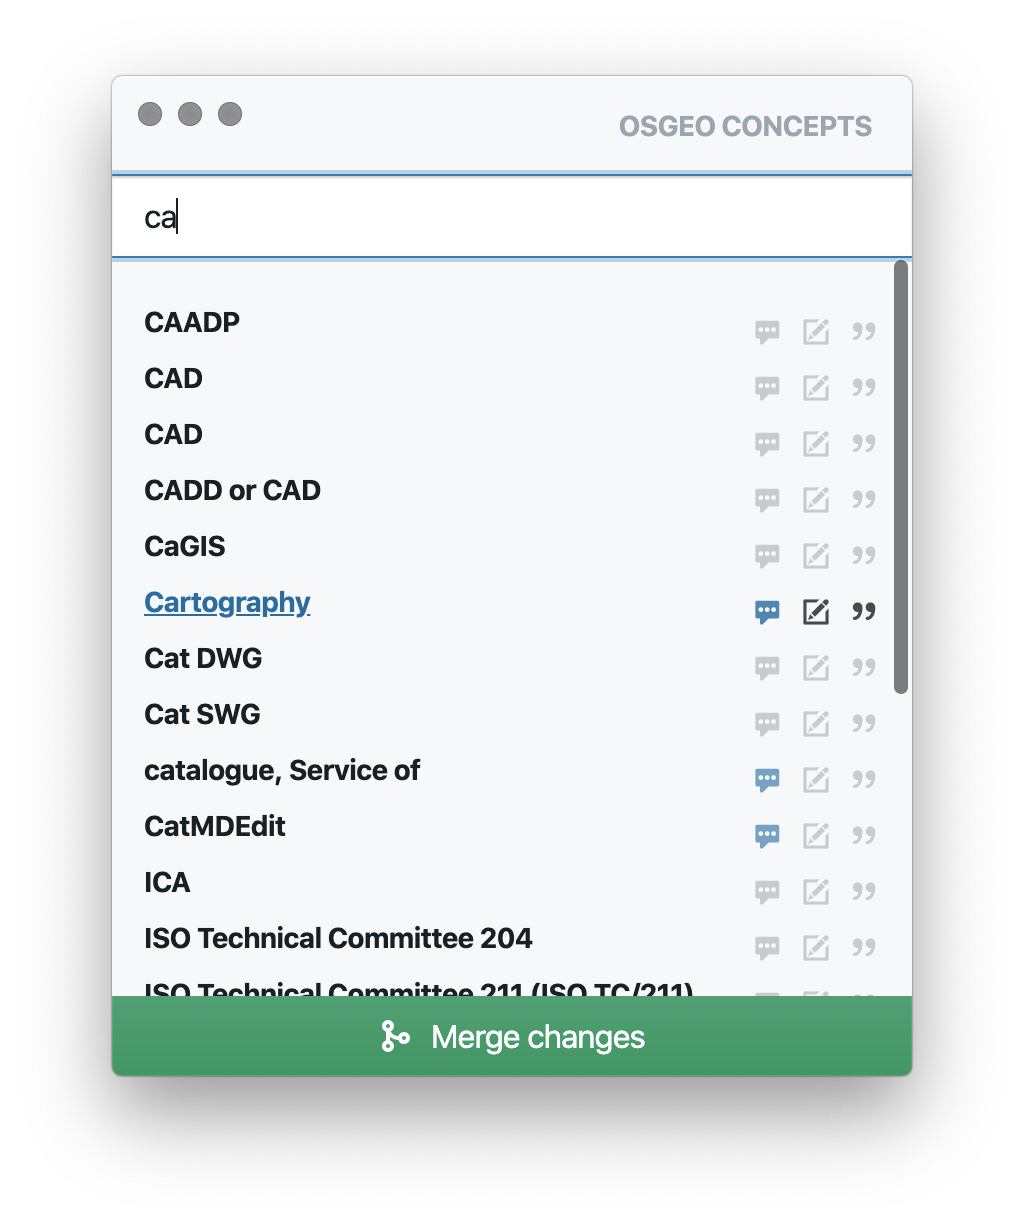 OSGEO CONCEPTS
ca
CAADP
CAD
CAD
CADD or CAD
CaGIS
Cartography
Cat DWG
Cat SWG
catalogue, Service of
CatMDEdit
ICA
ISO Technical Committee 204
ISO Technical Committee 211 (ISO TC/211)
Merge changes